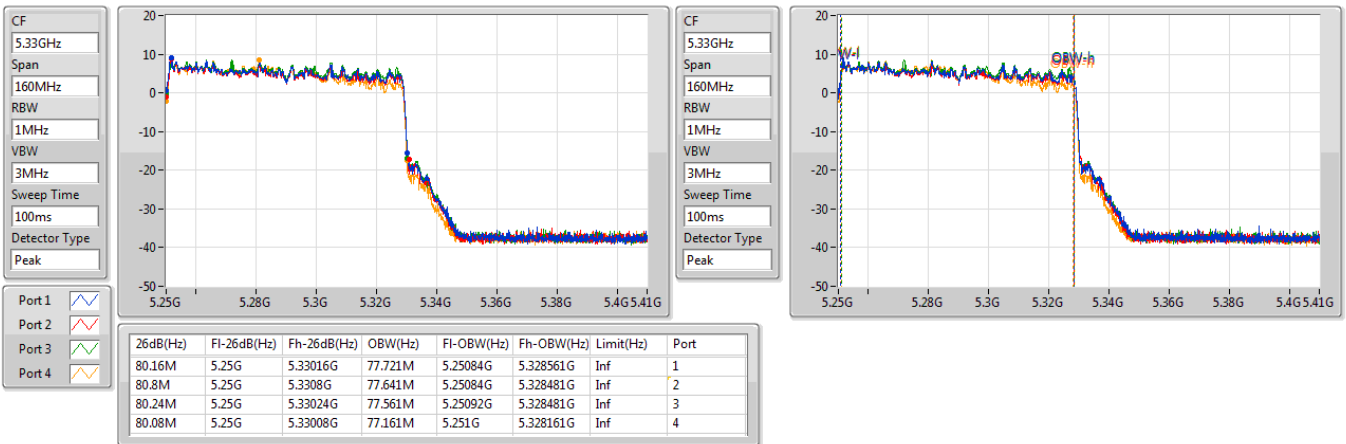 CF
5.33GHz
Span
160MHz
RBW
1MHz
VBW
3MHz
Sweep Time
100ms
Detector Type
Peak
Port 1
Port 2
Port 3
Port 4
20
10
0
-10
-20
-30
-40
-50
5.25G 5.28G 5.3G 5.32G 5.34G 5.36G 5.38G 5.4G 5.41G
CF
5.33GHz
Span
160MHz
RBW
1MHz
VBW
3MHz
Sweep Time
100ms
Detector Type
Peak
20
10
0
-10
-20
-30
-40
-50
OBW-h
5.25G 5.28G 5.3G 5.32G 5.34G 5.36G 5.38G 5.4G 5.41G
26dB(Hz) Fl-26dB(Hz) Fh-26dB(Hz) OBW(Hz) Fl-OBW(Hz) Fh-OBW(Hz) Limit(Hz) Port
80.16M 5.25G 5.33016G 77.721M 5.25084G 5.328561G Inf 1
80.8M 5.25G 5.3308G 77.641M 5.25084G 5.328481G Inf 2
80.24M 5.25G 5.33024G 77.561M 5.25092G 5.328481G Inf 3
80.08M 5.25G 5.33008G 77.161M 5.251G 5.328161G Inf 4